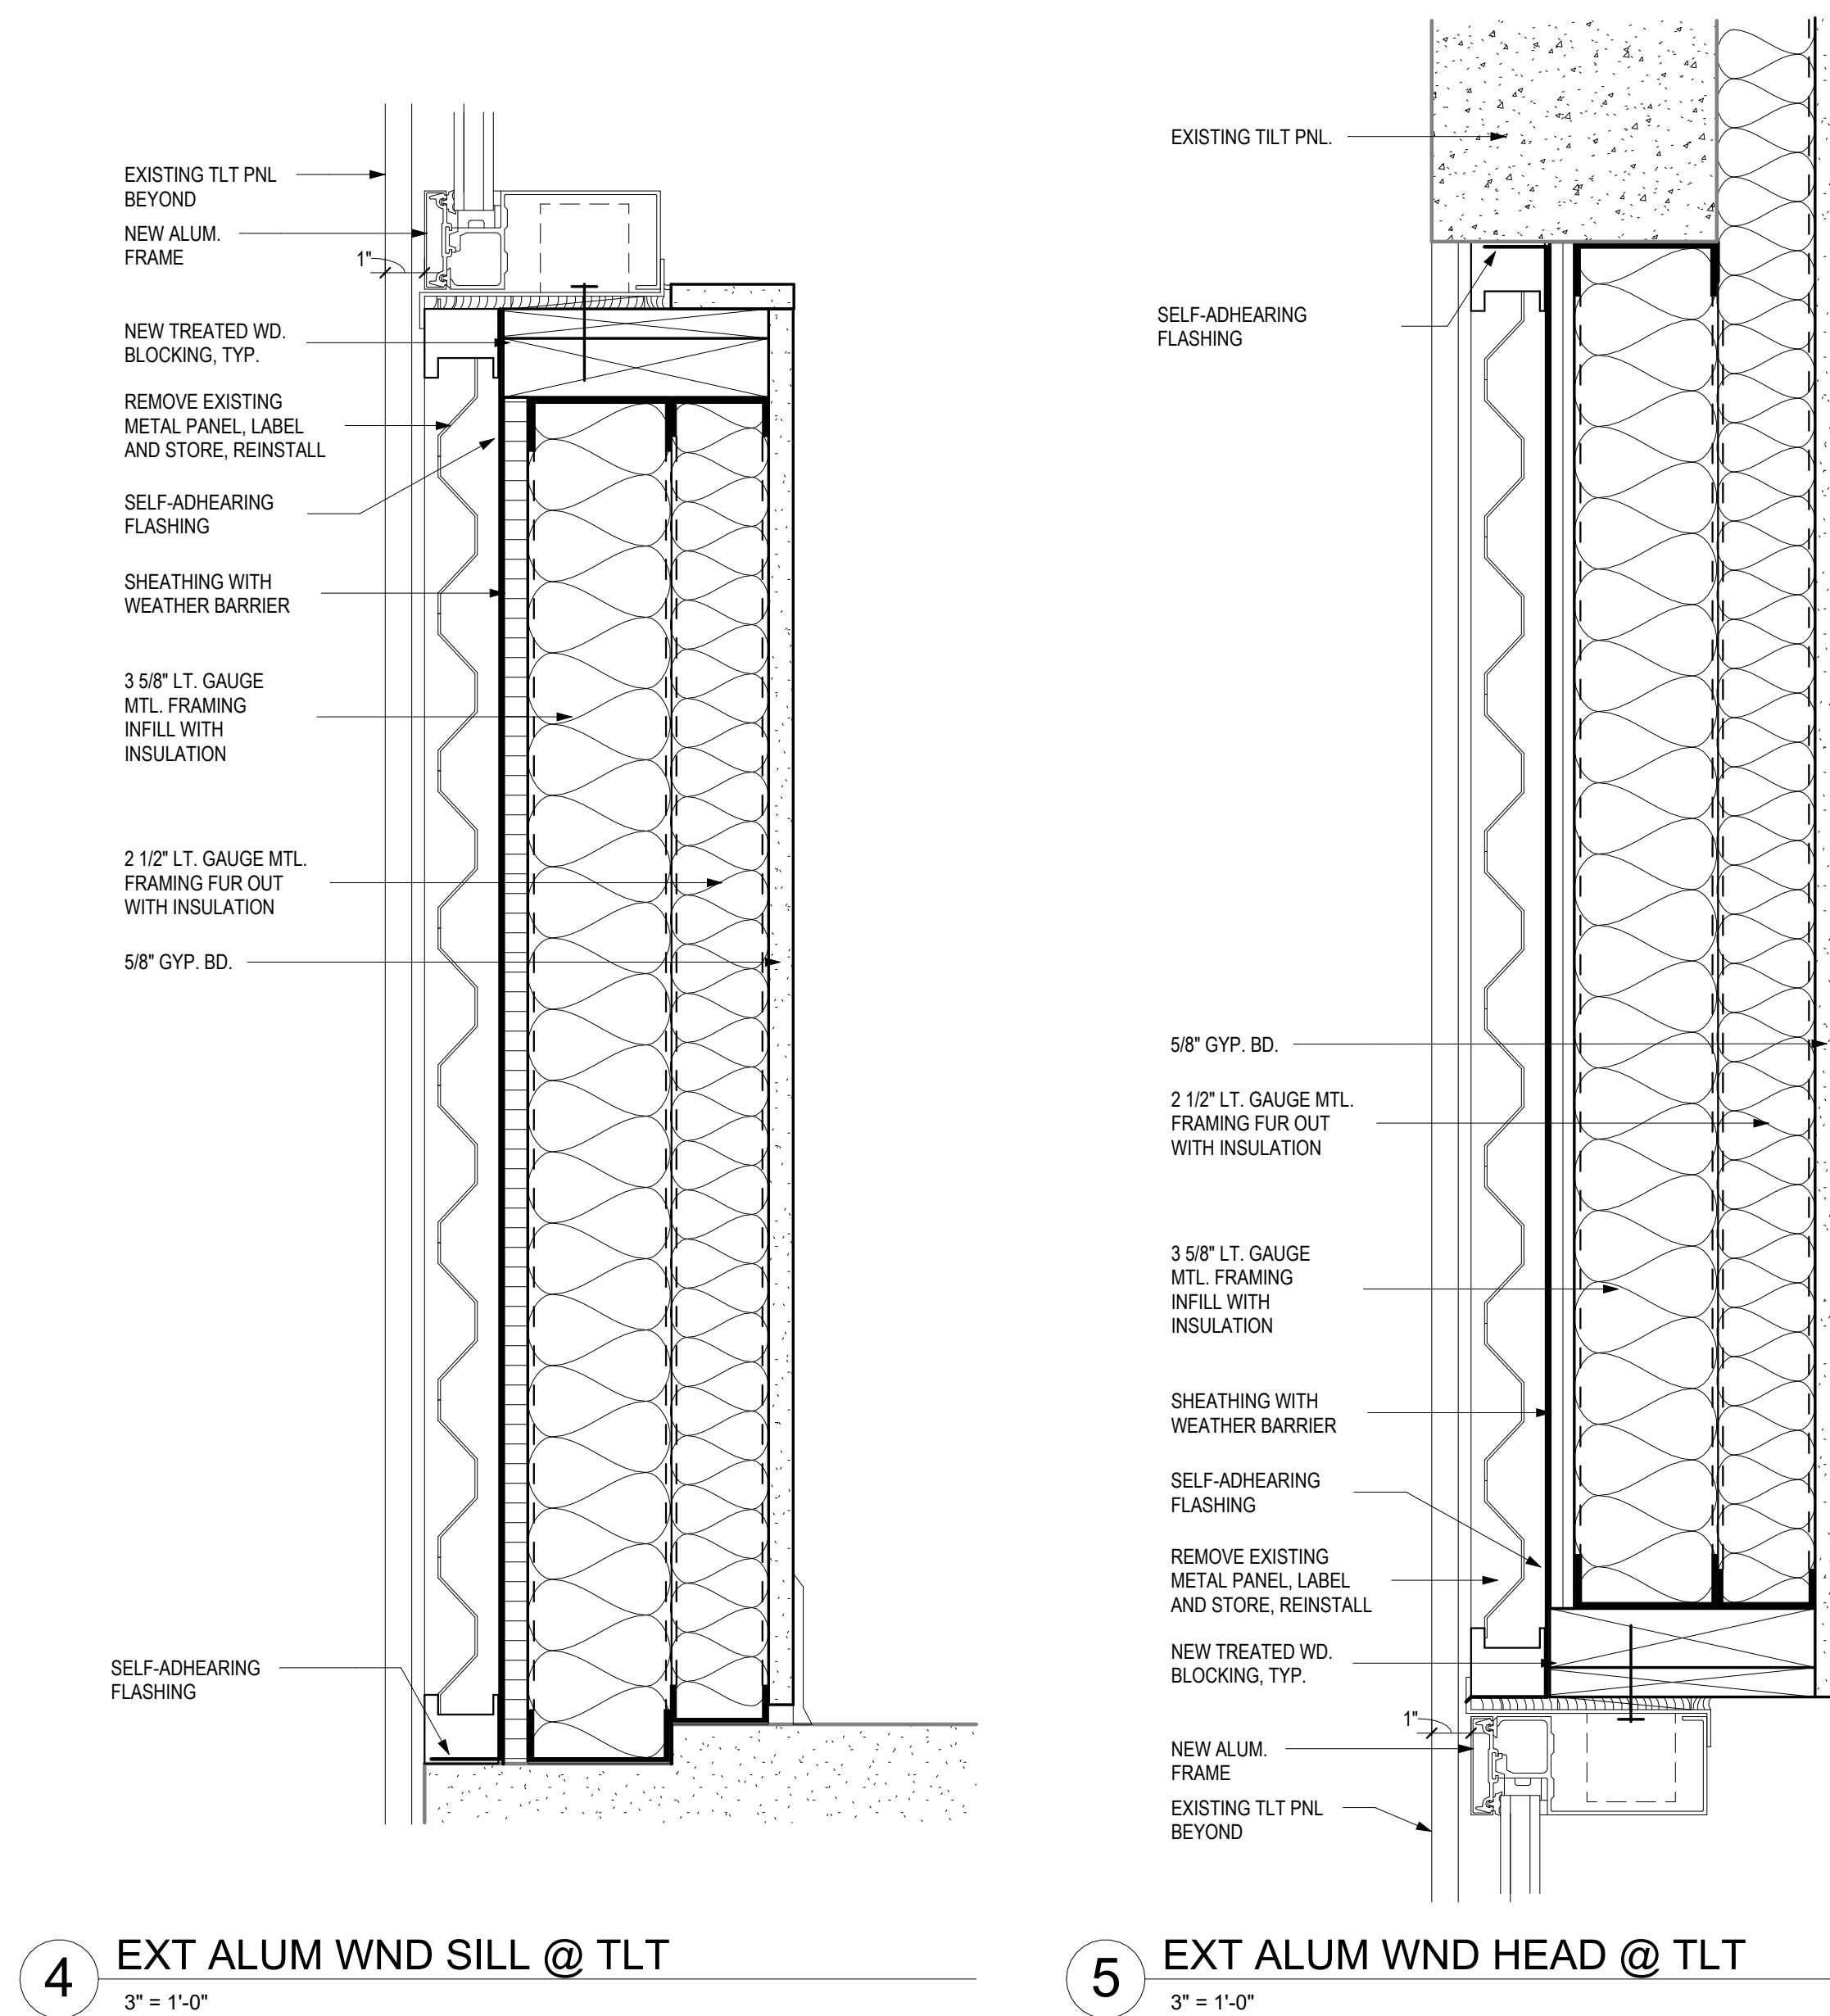 EXISTING TLT PNL
BEYOND
NEW ALUM.
FRAME
1"
NEW TREATED WD.
BLOCKING, TYP.
REMOVE EXISTING
METAL PANEL, LABEL
AND STORE, REINSTALL
SELF-ADHEARING
FLASHING
SHEATHING WITH
WEATHER BARRIER
3 5/8" LT. GAUGE
MTL. FRAMING
INFILL WITH
INSULATION
2 1/2" LT. GAUGE MTL.
FRAMING FUR OUT
WITH INSULATION
5/8" GYP. BD.
SELF-ADHEARING
FLASHING
4
EXT ALUM WND SILL @ TLT
3" = 1'-0"
EXISTING TILT PNL.
SELF-ADHEARING
FLASHING
5/8" GYP. BD.
2 1/2" LT. GAUGE MTL.
FRAMING FUR OUT
WITH INSULATION
3 5/8" LT. GAUGE
MTL. FRAMING
INFILL WITH
INSULATION
SHEATHING WITH
WEATHER BARRIER
SELF-ADHEARING
FLASHING
REMOVE EXISTING
METAL PANEL, LABEL
AND STORE, REINSTALL
NEW TREATED WD.
BLOCKING, TYP.
1"
NEW ALUM.
FRAME
EXISTING TLT PNL
BEYOND
5
EXT ALUM WND HEAD @ TLT
3" = 1'-0"